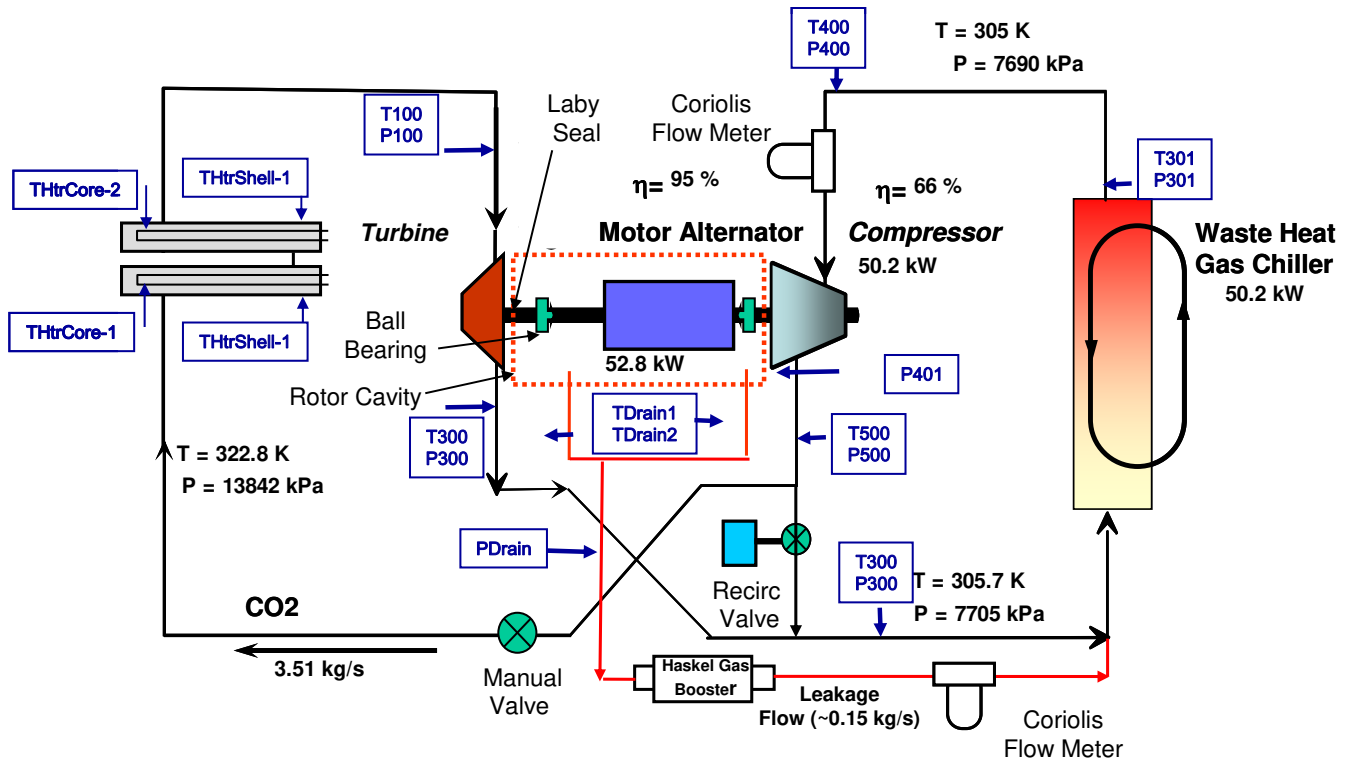 T400
P400
T = 305 K
P = 7690 kPa
T100
P100
Laby
Seal
Coriolis
Flow Meter
T301
P301
THtrCore-2
THtrShell-1
η= 95 %
η= 66 %
Turbine
Motor Alternator
Compressor
50.2 kW
Waste Heat
Gas Chiller
50.2 kW
THtrCore-1
THtrShell-1
Ball
Bearing
52.8 kW
Rotor Cavity
P401
TDrain1
TDrain2
T300
P300
T500
P500
T = 322.8 K
P = 13842 kPa
PDrain
Recirc
Valve
T300
P300
T = 305.7 K
P = 7705 kPa
CO2
3.51 kg/s
Manual
Valve
Haskel Gas
Booster
Leakage
Flow (~0.15 kg/s)
Coriolis
Flow Meter